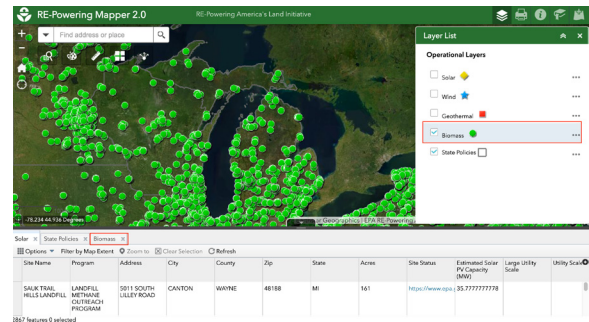 RE-Powering Mapper 2.0 RE-Powering America's Land Initiative
Find address or place
Layer List
Operational Layers
Solar
Wind
Geothermal
Biomass
State Policies
-78.234 44.936 Degrees
ar Geographics | EPA RE-Powering
Solar x State Policies x Biomass x
Options Filter by Map Extent Zoom to Clear Selection Refresh
Site Name Program Address City County Zip State Acres Site Status Estimated Solar PV Capacity (MW) Large Utility Scale Utility Scale
SAUK TRAIL HILLS LANDFILL LANDFILL METHANE OUTREACH PROGRAM 5011 SOUTH LILLEY ROAD CANTON WAYNE 48188 MI 161 https://www.epa.g 35.7777777778
2867 features 0 selected